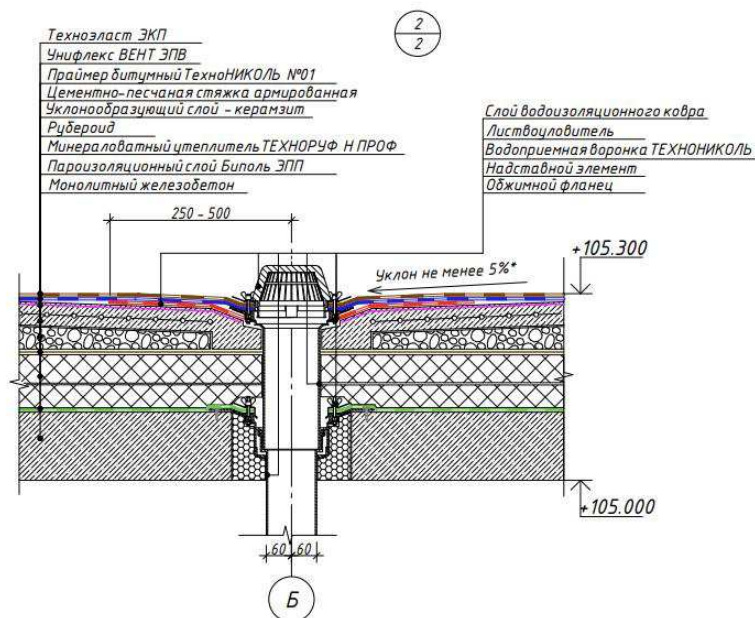 2
2
Техноэласт ЭКП
Унифлекс ВЕНТ ЭПВ
Праймер битумный ТехноНИКОЛЬ №01
Цементно-песчаная стяжка армированная
Уклонообразующий слой - керамзит
Рубероид
Минераловатный утеплитель ТЕХНОРУФ Н ПРОФ
Пароизоляционный слой Биполь ЭПП
Монолитный железобетон
Слой водоизоляционного ковра
Листвоуловитель
Водоприемная воронка ТЕХНОНИКОЛЬ
Надставной элемент
Обжимной фланец
250 - 500
Уклон не менее 5%*
+105.300
+105.000
60 60
Б